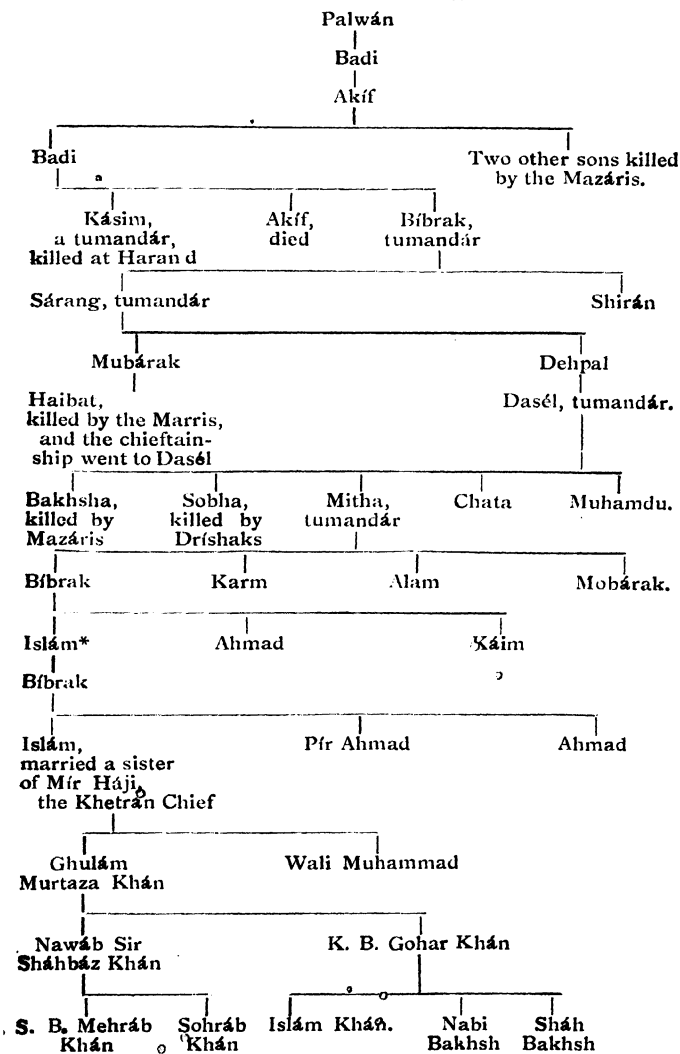 Palwán
Badi
Akíf
Badi
Two other sons killed
by the Mazáris.
Kásim,
a tumandár,
killed at Harand
Akíf,
died
Bíbrak,
tumandár
Sárang, tumandár
Shirán
Mubárak
Dehpal
Haibat,
killed by the Marris,
and the chieftain-
ship went to Dasél
Dasél, tumandár.
Bakhsha,
killed by
Mazáris
Sobha,
killed by
Dríshaks
Mitha,
tumandár
Chata
Muhamdu.
Bíbrak
Karm
Alam
Mobárak.
Islám*
Ahmad
Káim
Bíbrak
Islám,
married a sister
of Mír Háji,
the Khetrán Chief
Pír Ahmad
Ahmad
Ghulám
Murtaza Khán
Wali Muhammad
Nawáb Sir
Sháhbáz Khán
K. B. Gohar Khán
S. B. Mehráb
Khán
Sohráb
Khán
Islám Khán.
Nabi
Bakhsh
Sháh
Bakhsh